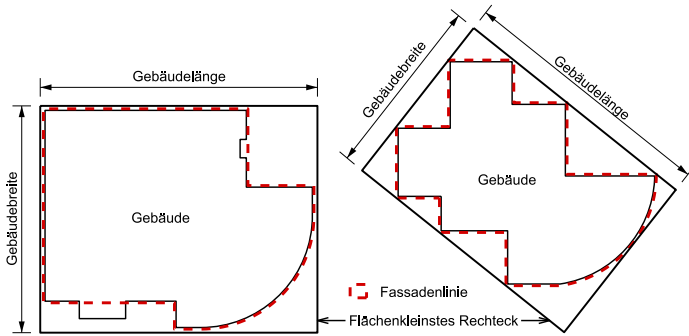 Gebäudelänge
Gebäudebreite
Gebäude
Gebäudebreite
Gebäudelänge
Gebäude
Fassadenlinie
Flächenkleinstes Rechteck